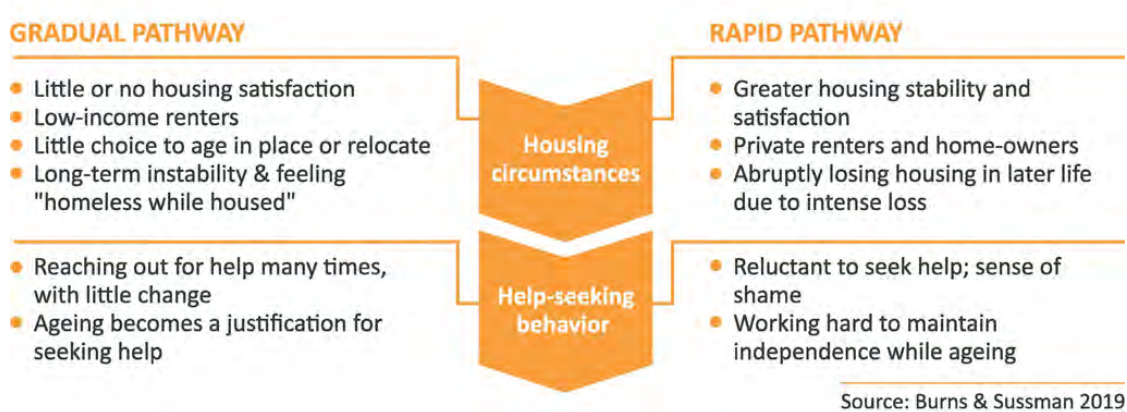 GRADUAL PATHWAY
Little or no housing satisfaction
Low-income renters
Little choice to age in place or relocate
Long-term instability & feeling
"homeless while housed"
Housing
circumstances
RAPID PATHWAY
Greater housing stability and
satisfaction
Private renters and home-owners
Abruptly losing housing in later life
due to intense loss
Reaching out for help many times,
with little change
Ageing becomes a justification for
seeking help
Help-seeking
behavior
Reluctant to seek help; sense of
shame
Working hard to maintain
independence while ageing
Source: Burns & Sussman 2019